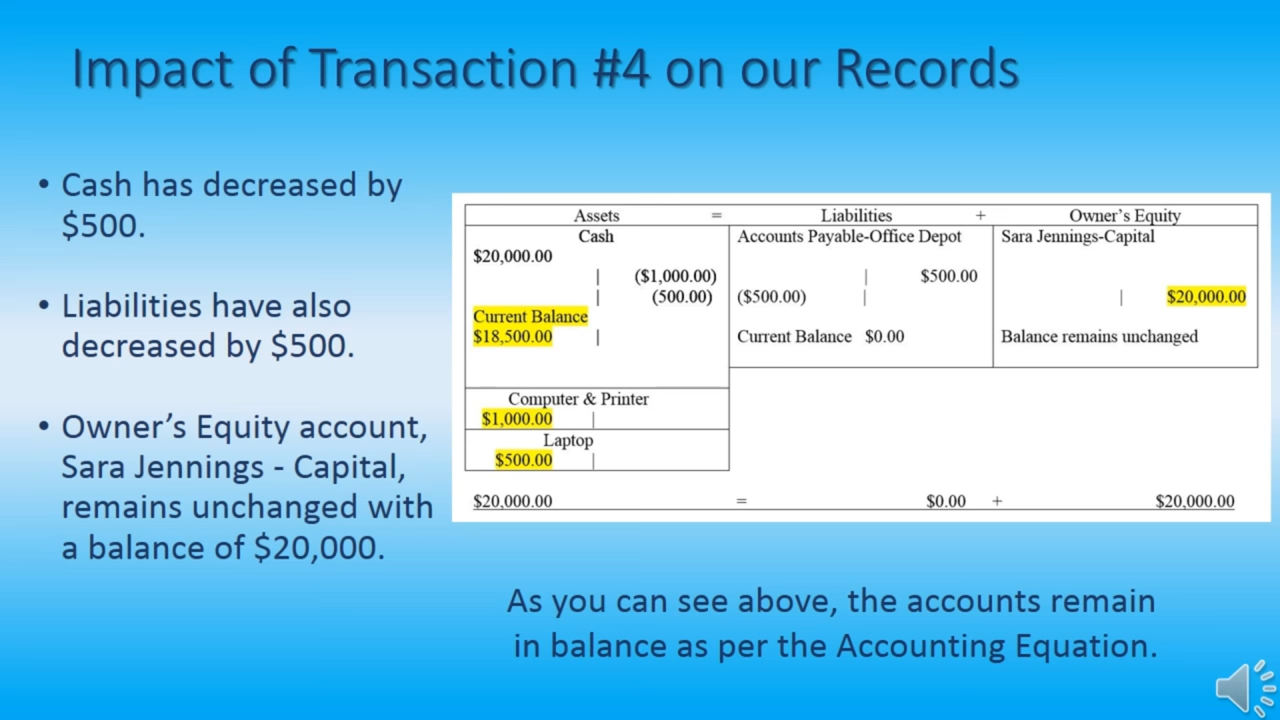 Impact of Transaction #4 on our Records
• Cash has decreased by
$500.
• Liabilities have also
decreased by $500.
• Owner’s Equity account,
Sara Jennings - Capital,
remains unchanged with
a balance of $20,000.
Assets = Liabilities + Owner’s Equity
Cash Accounts Payable-Office Depot Sara Jennings-Capital
$20,000.00
| ($1,000.00) | $500.00
| (500.00) ($500.00) | | $20,000.00
Current Balance
$18,500.00 | Current Balance $0.00 Balance remains unchanged
Computer & Printer
$1,000.00 |
Laptop
$500.00 |
$20,000.00 = $0.00 + $20,000.00
As you can see above, the accounts remain
in balance as per the Accounting Equation.